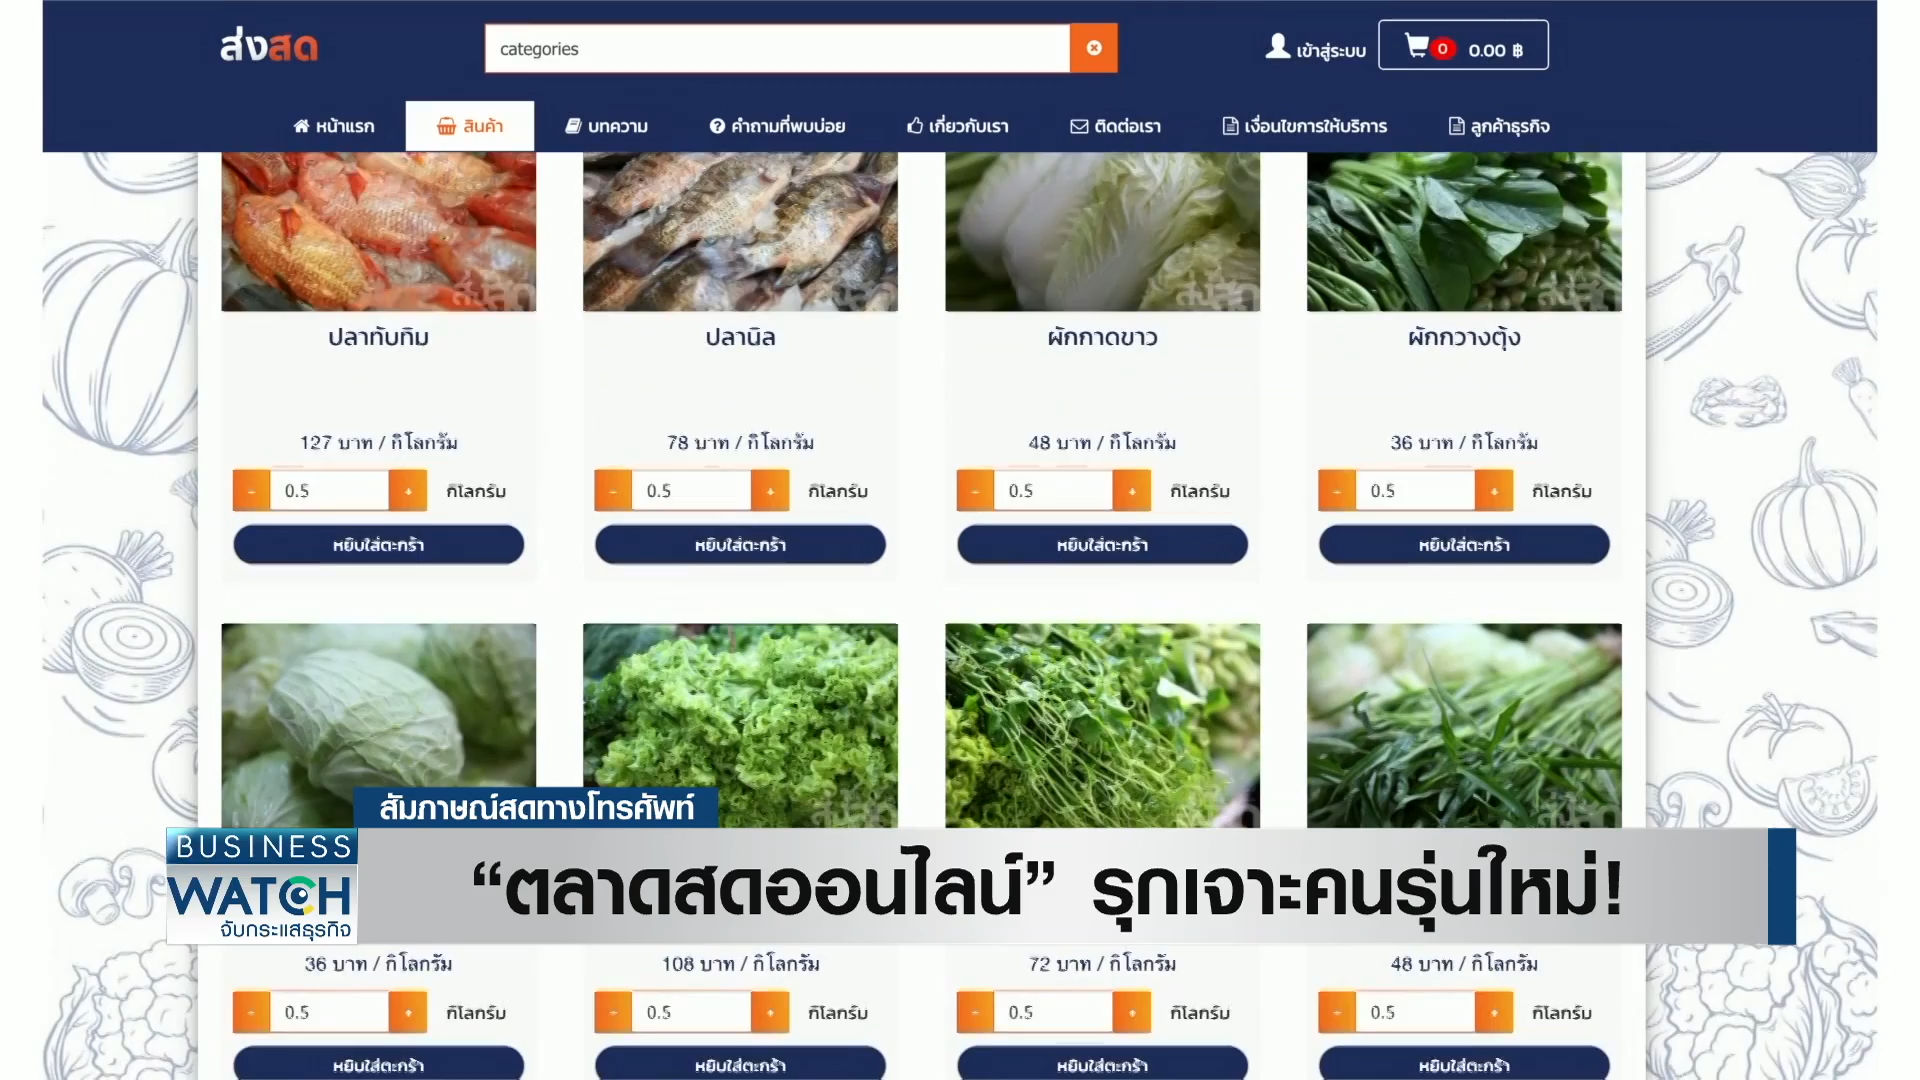 ส่งสด
categories
เข้าสู่ระบบ
0
0.00 ฿
หน้าแรก
สินค้า
บทความ
คำถามที่พบบ่อย
เกี่ยวกับเรา
ติดต่อเรา
เงื่อนไขการให้บริการ
ลูกค้าธุรกิจ
ส่งสด
ส่งสด
ส่งสด
ส่งสด
ปลาทับทิม
ปลานิล
ผักกาดขาว
ผักกวางตุ้ง
127 บาท / กิโลกรัม
78 บาท / กิโลกรัม
48 บาท / กิโลกรัม
36 บาท / กิโลกรัม
- 0.5 + กิโลกรัม
- 0.5 + กิโลกรัม
- 0.5 + กิโลกรัม
- 0.5 + กิโลกรัม
หยิบใส่ตะกร้า
หยิบใส่ตะกร้า
หยิบใส่ตะกร้า
หยิบใส่ตะกร้า
สัมภาษณ์สดทางโทรศัพท์
BUSINESS
WATCH
จับกระแสธุรกิจ
“ตลาดสดออนไลน์” รุกเจาะคนรุ่นใหม่!
36 บาท / กิโลกรัม
108 บาท / กิโลกรัม
72 บาท / กิโลกรัม
48 บาท / กิโลกรัม
- 0.5 + กิโลกรัม
- 0.5 + กิโลกรัม
- 0.5 + กิโลกรัม
- 0.5 + กิโลกรัม
หยิบใส่ตะกร้า
หยิบใส่ตะกร้า
หยิบใส่ตะกร้า
หยิบใส่ตะกร้า